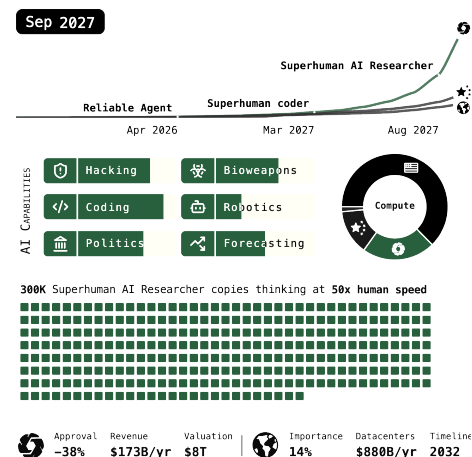 Sep 2027
Superhuman AI Researcher
Reliable Agent
Superhuman coder
Apr 2026
Mar 2027
Aug 2027
AI Capabilities
Hacking
Bioweapons
Coding
Robotics
Politics
Forecasting
Compute
300K Superhuman AI Researcher copies thinking at 50x human speed
Approval Revenue Valuation Importance Datacenters Timeline
−38% $173B/yr $8T 14% $880B/yr 2032